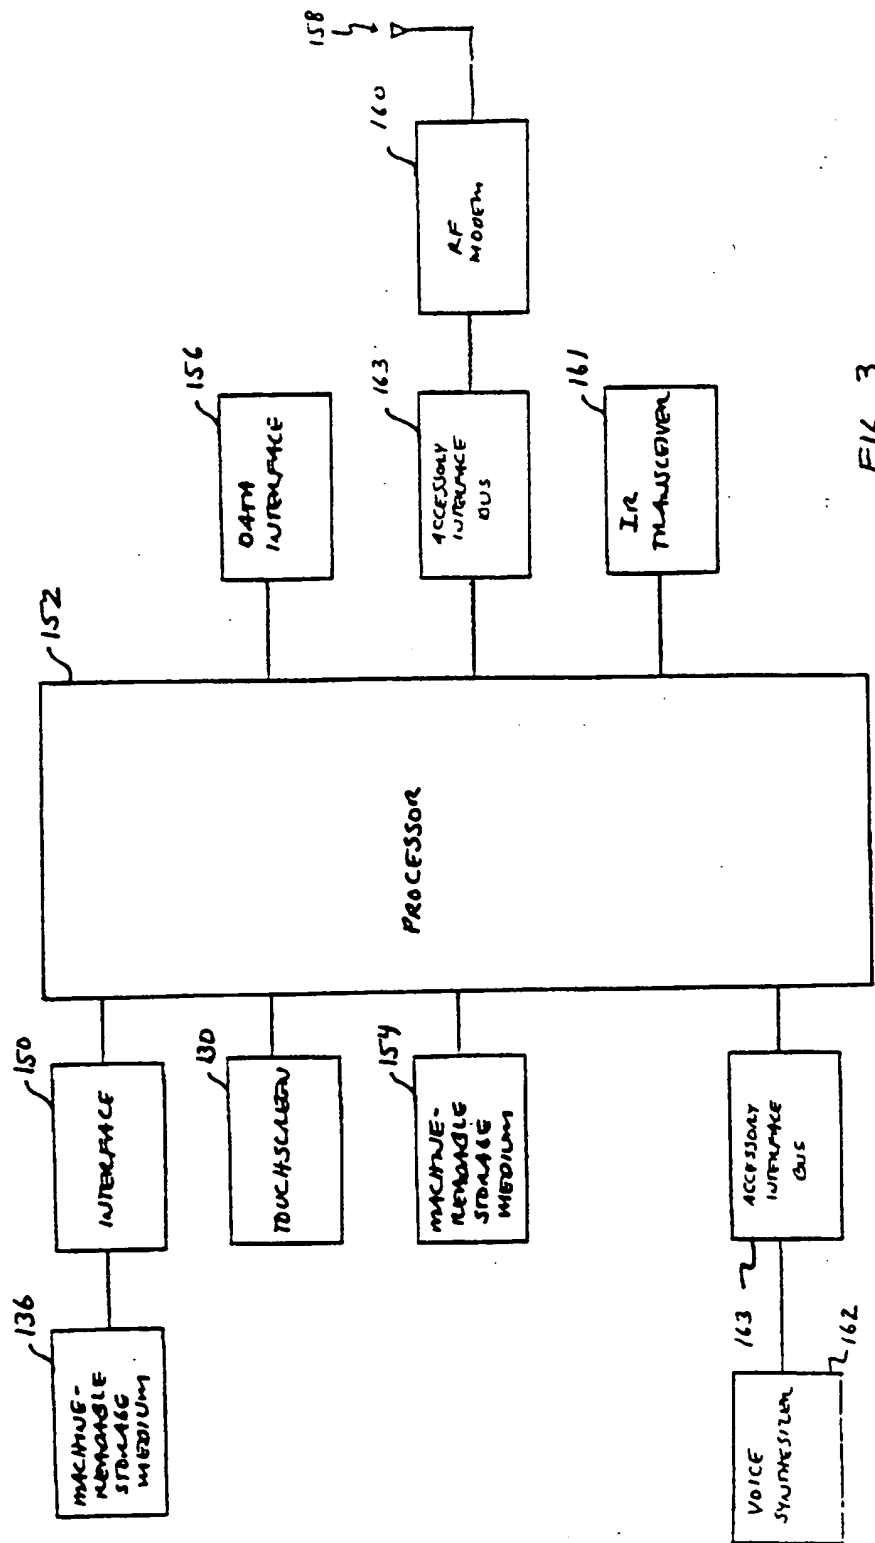 136
MACHINE-
READABLE
STORAGE
MEDIUM
150
INTERFACE
130
TOUCHSCREEN
154
MACHINE-
READABLE
STORAGE
MEDIUM
VOICE
SYNTHESIZER
162
163
ACCESSORY
INTERFACE
BUS
152
PROCESSOR
156
DATA
INTERFACE
163
ACCESSORY
INTERFACE
BUS
160
RF
MODEM
158
161
IR
TRANSCEIVER
FIG. 3